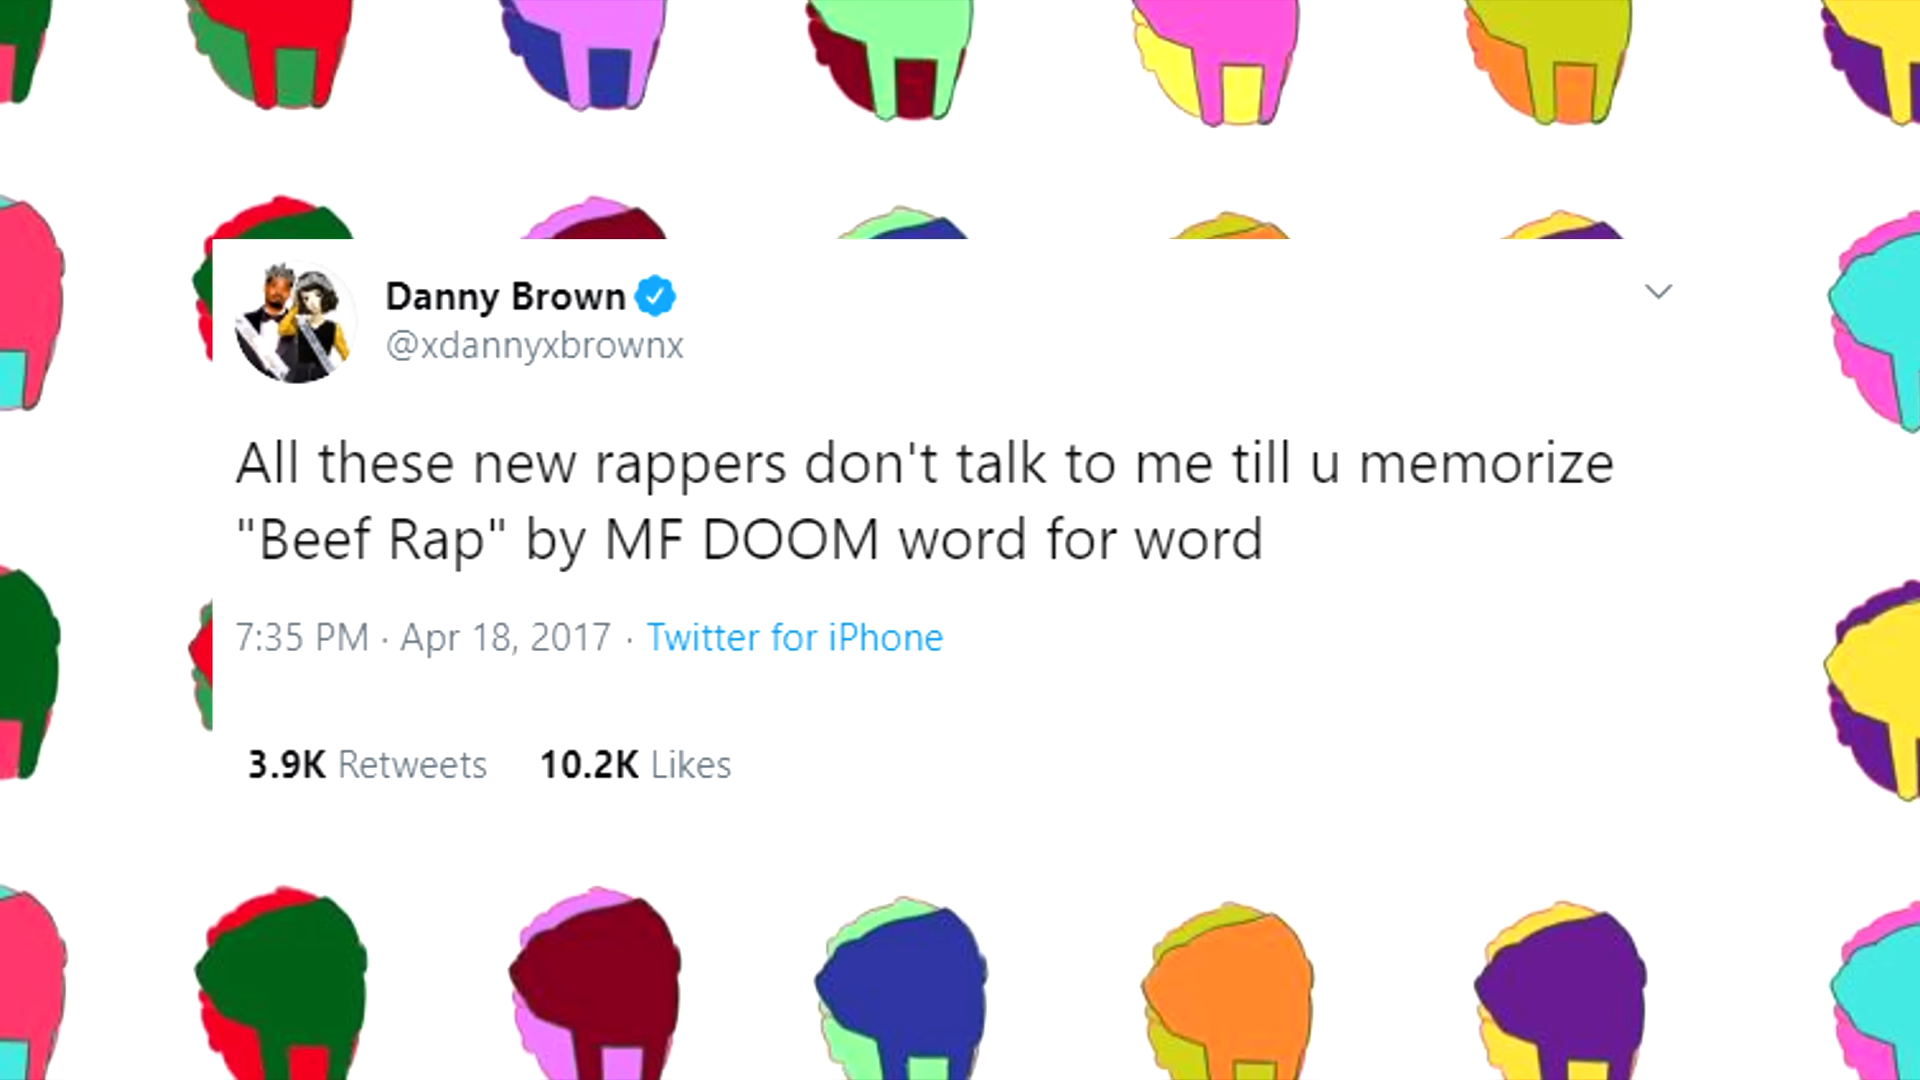 Danny Brown
@xdannyxbrownx
All these new rappers don't talk to me till u memorize
"Beef Rap" by MF DOOM word for word
7:35 PM · Apr 18, 2017 · Twitter for iPhone
3.9K Retweets 10.2K Likes